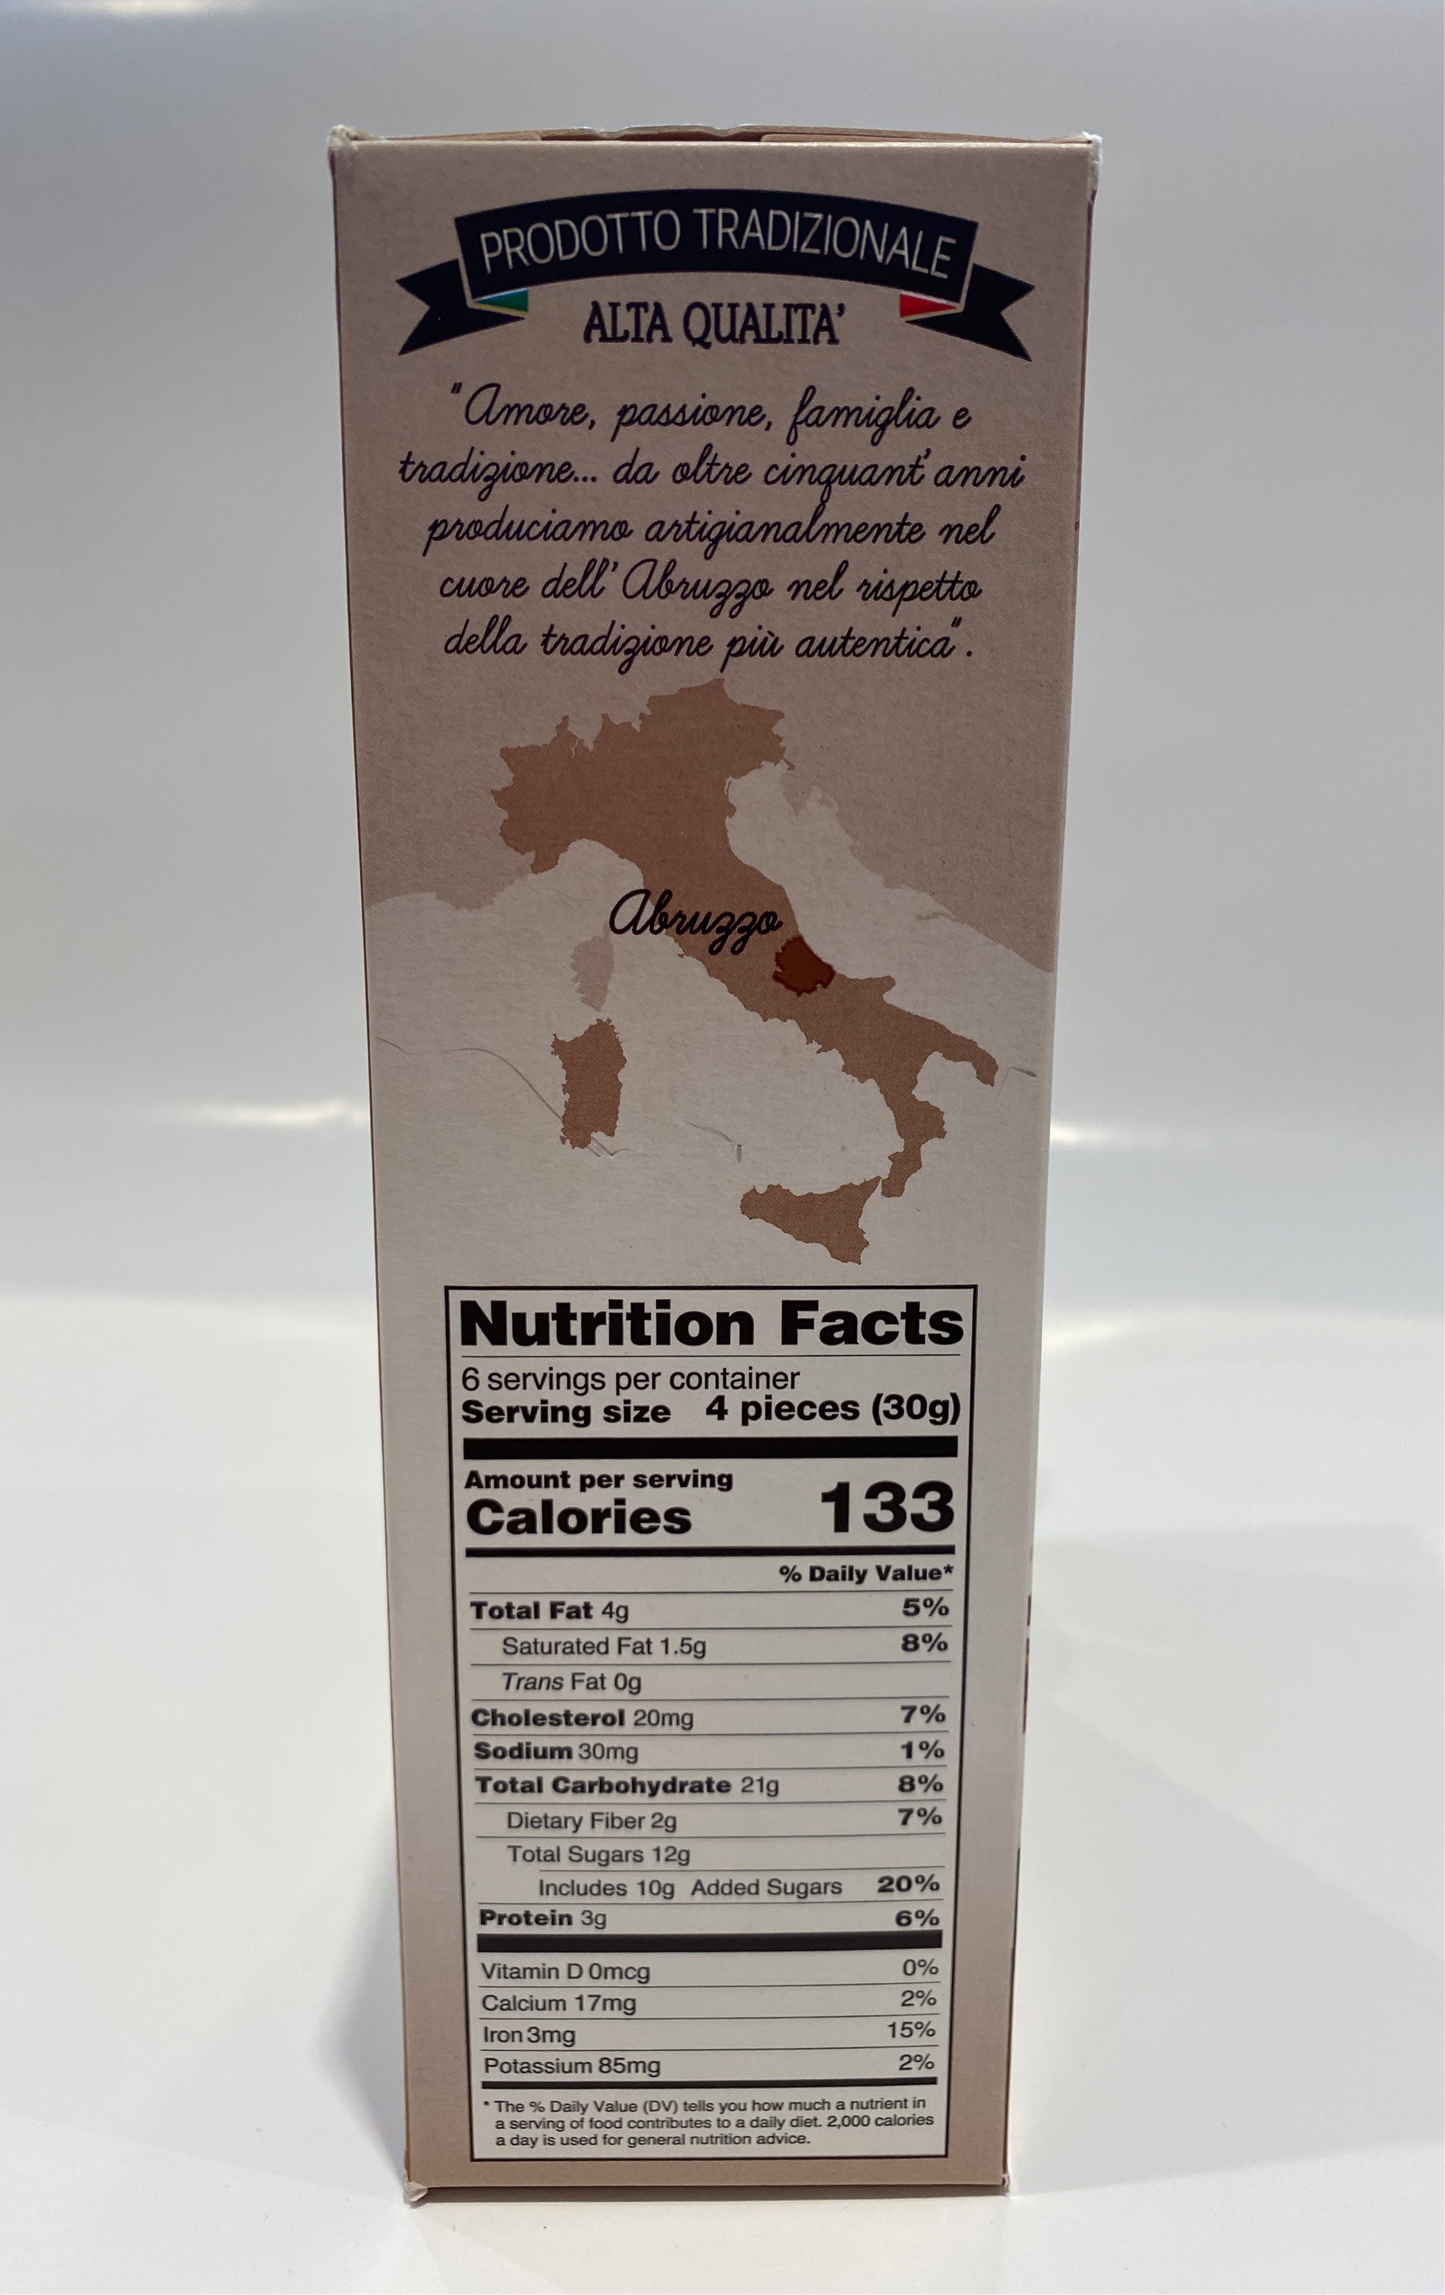 PRODOTTO TRADIZIONALE
ALTA QUALITA'
"Amore, passione, famiglia e
tradizione... da oltre cinquant'anni
produciamo artigianalmente nel
cuore dell'Abruzzo nel rispetto
della tradizione più autentica".
Abruzzo
Nutrition Facts
6 servings per container
Serving size 4 pieces (30g)
Amount per serving
Calories 133
% Daily Value*
Total Fat 4g 5%
Saturated Fat 1.5g 8%
Trans Fat 0g
Cholesterol 20mg 7%
Sodium 30mg 1%
Total Carbohydrate 21g 8%
Dietary Fiber 2g 7%
Total Sugars 12g
Includes 10g Added Sugars 20%
Protein 3g 6%
Vitamin D 0mcg 0%
Calcium 17mg 2%
Iron 3mg 15%
Potassium 85mg 2%
* The % Daily Value (DV) tells you how much a nutrient in
a serving of food contributes to a daily diet. 2,000 calories
a day is used for general nutrition advice.